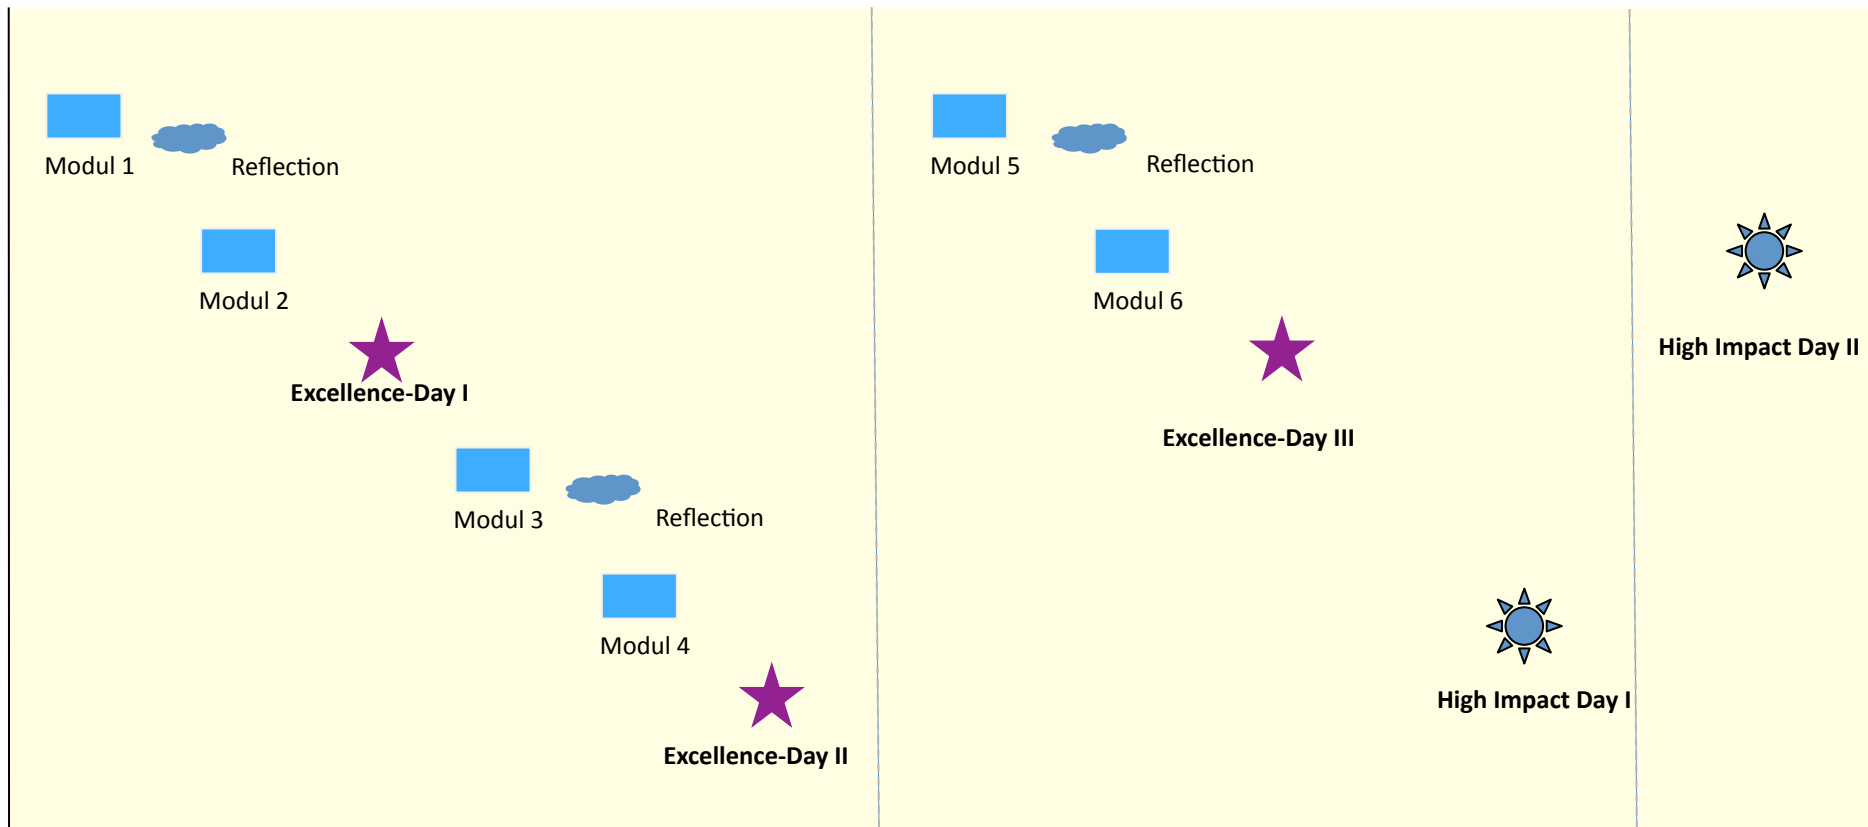 Modul 1
Reflection
Modul 2
Excellence-Day I
Modul 3
Reflection
Modul 4
Excellence-Day II
Modul 5
Reflection
Modul 6
Excellence-Day III
High Impact Day I
High Impact Day II